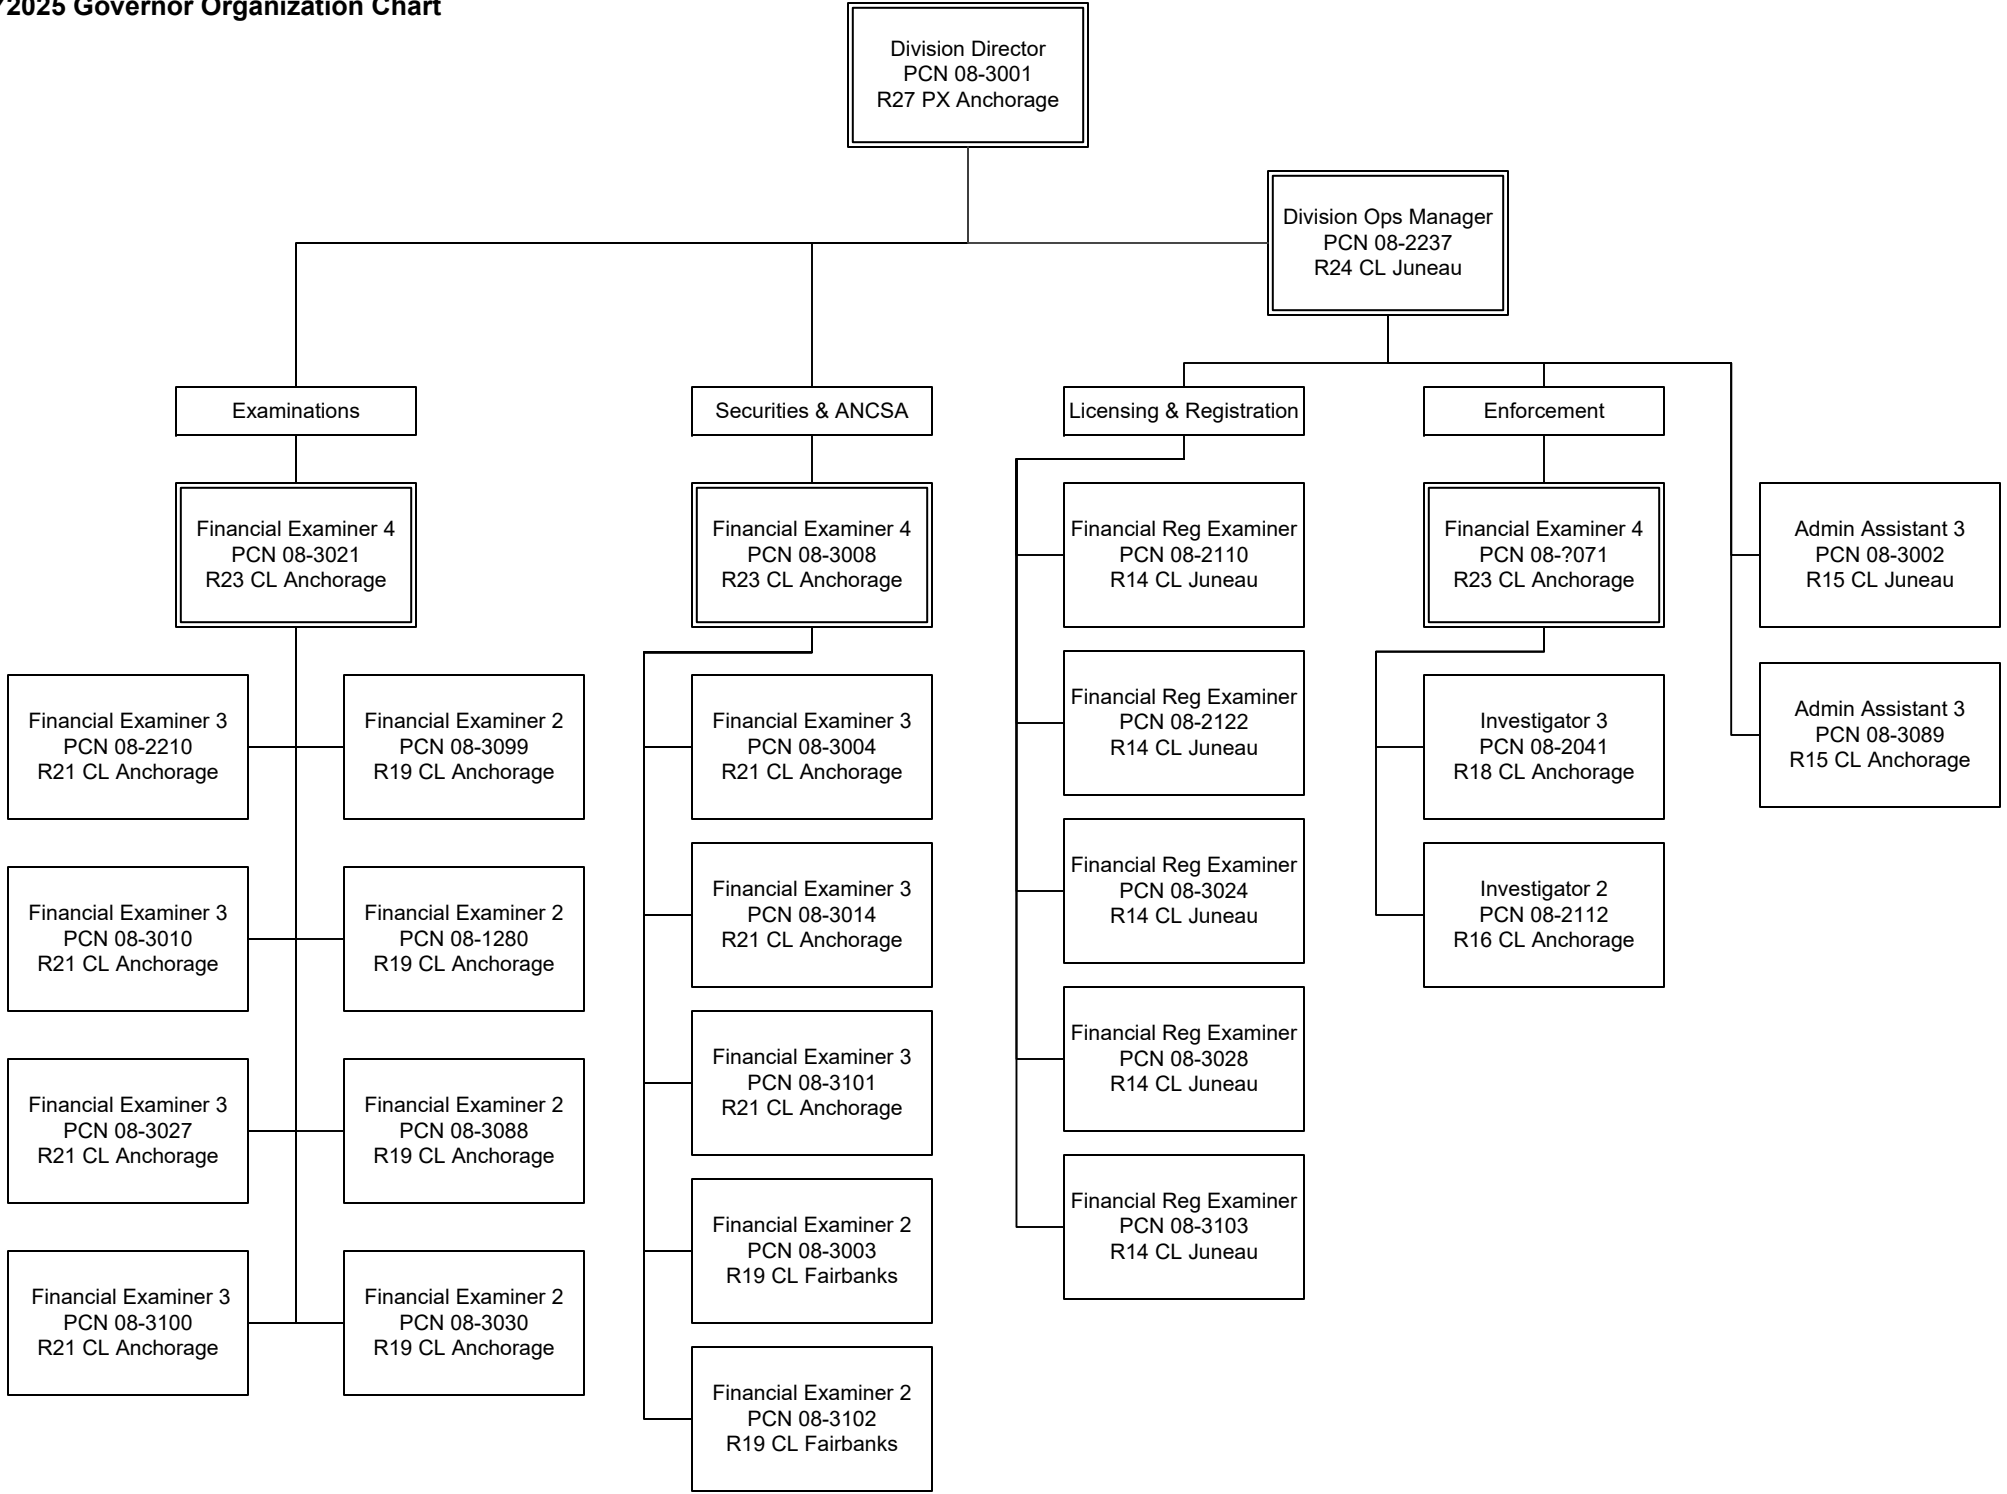 Y2025 Governor Organization Chart
Division Director
PCN 08-3001
R27 PX Anchorage
Division Ops Manager
PCN 08-2237
R24 CL Juneau
Examinations
Securities & ANCSA
Licensing & Registration
Enforcement
Financial Examiner 4
PCN 08-3021
R23 CL Anchorage
Financial Examiner 4
PCN 08-3008
R23 CL Anchorage
Financial Reg Examiner
PCN 08-2110
R14 CL Juneau
Financial Examiner 4
PCN 08-?071
R23 CL Anchorage
Admin Assistant 3
PCN 08-3002
R15 CL Juneau
Financial Examiner 3
PCN 08-2210
R21 CL Anchorage
Financial Examiner 2
PCN 08-3099
R19 CL Anchorage
Financial Examiner 3
PCN 08-3004
R21 CL Anchorage
Financial Reg Examiner
PCN 08-2122
R14 CL Juneau
Investigator 3
PCN 08-2041
R18 CL Anchorage
Admin Assistant 3
PCN 08-3089
R15 CL Anchorage
Financial Examiner 3
PCN 08-3010
R21 CL Anchorage
Financial Examiner 2
PCN 08-1280
R19 CL Anchorage
Financial Examiner 3
PCN 08-3014
R21 CL Anchorage
Financial Reg Examiner
PCN 08-3024
R14 CL Juneau
Investigator 2
PCN 08-2112
R16 CL Anchorage
Financial Examiner 3
PCN 08-3027
R21 CL Anchorage
Financial Examiner 2
PCN 08-3088
R19 CL Anchorage
Financial Examiner 3
PCN 08-3101
R21 CL Anchorage
Financial Reg Examiner
PCN 08-3028
R14 CL Juneau
Financial Examiner 3
PCN 08-3100
R21 CL Anchorage
Financial Examiner 2
PCN 08-3030
R19 CL Anchorage
Financial Examiner 2
PCN 08-3003
R19 CL Fairbanks
Financial Reg Examiner
PCN 08-3103
R14 CL Juneau
Financial Examiner 2
PCN 08-3102
R19 CL Fairbanks